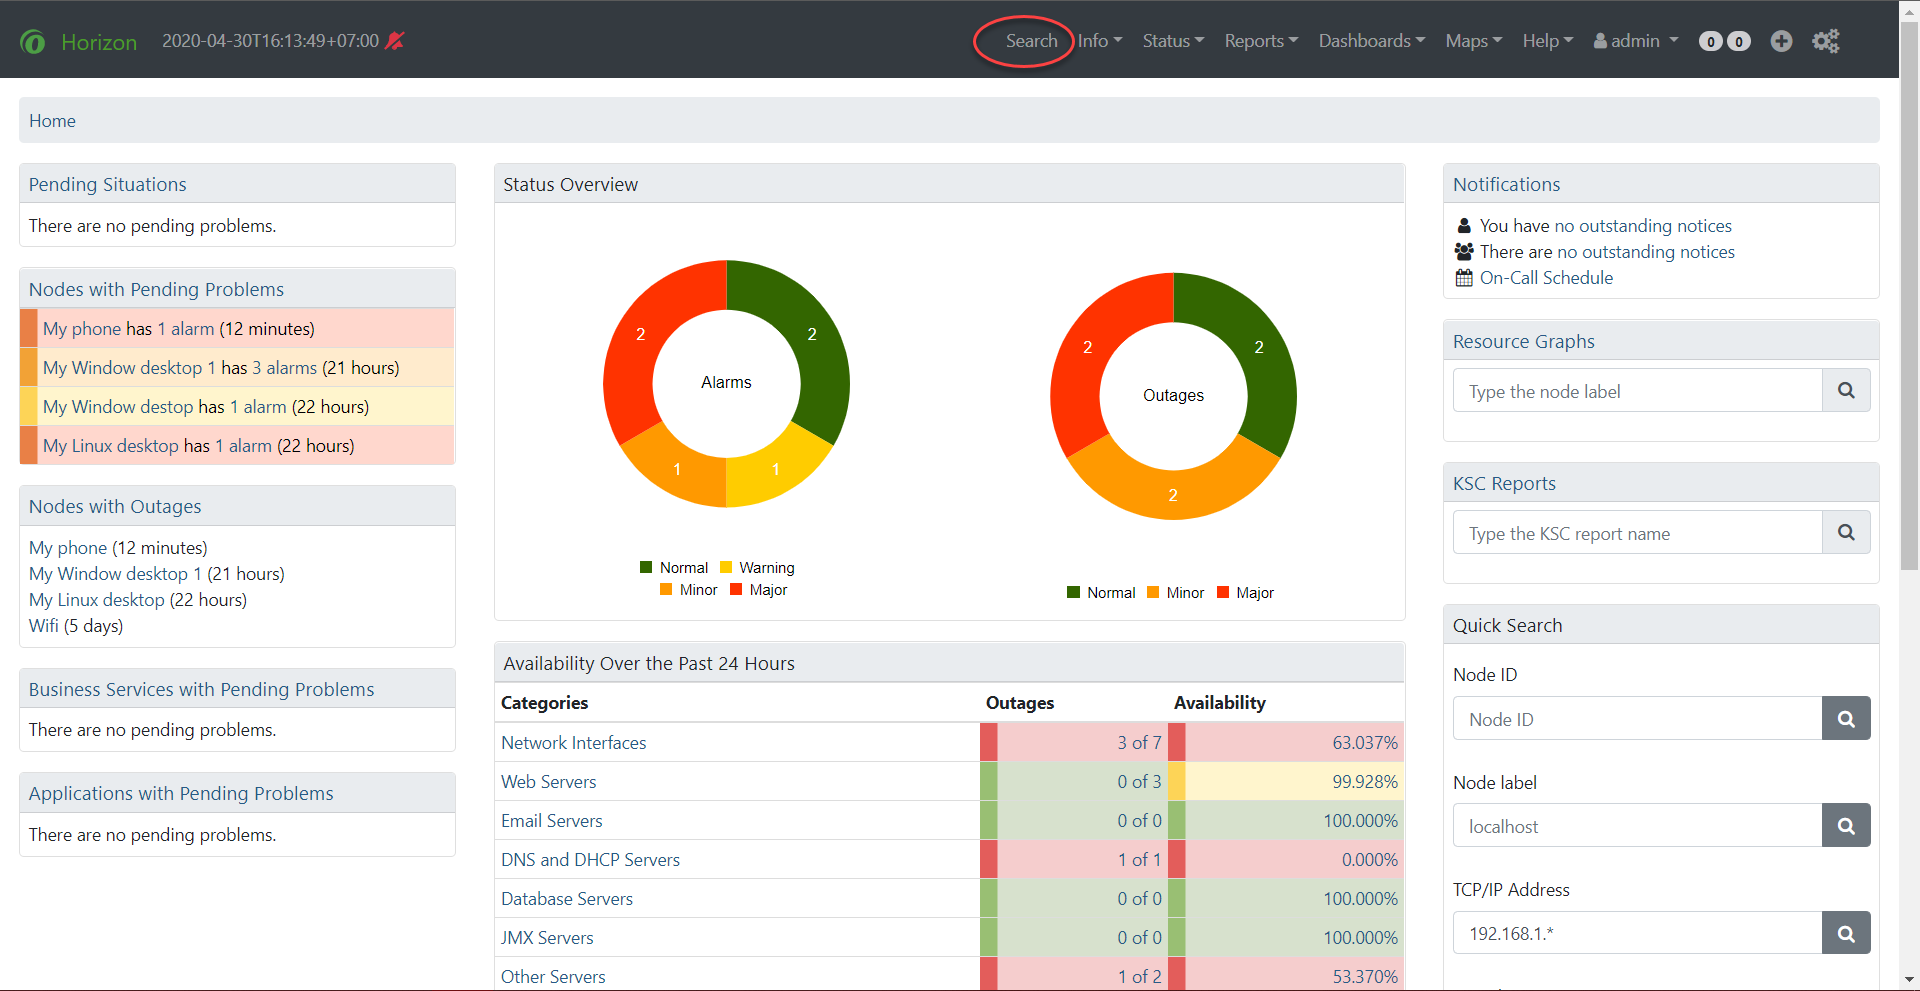 Horizon 2020-04-30T16:13:49+07:00 Search Info Status Reports Dashboards Maps Help admin 0 0
Home
Pending Situations
There are no pending problems.
Nodes with Pending Problems
My phone has 1 alarm (12 minutes)
My Window desktop 1 has 3 alarms (21 hours)
My Window destop has 1 alarm (22 hours)
My Linux desktop has 1 alarm (22 hours)
Nodes with Outages
My phone (12 minutes)
My Window desktop 1 (21 hours)
My Linux desktop (22 hours)
Wifi (5 days)
Business Services with Pending Problems
There are no pending problems.
Applications with Pending Problems
There are no pending problems.
Status Overview
2 2
Alarms
1 1
Normal Warning
Minor Major
2 2
Outages
2
Normal Minor Major
Availability Over the Past 24 Hours
Categories Outages Availability
Network Interfaces 3 of 7 63.037%
Web Servers 0 of 3 99.928%
Email Servers 0 of 0 100.000%
DNS and DHCP Servers 1 of 1 0.000%
Database Servers 0 of 0 100.000%
JMX Servers 0 of 0 100.000%
Other Servers 1 of 2 53.370%
Notifications
You have no outstanding notices
There are no outstanding notices
On-Call Schedule
Resource Graphs
Type the node label
KSC Reports
Type the KSC report name
Quick Search
Node ID
Node ID
Node label
localhost
TCP/IP Address
192.168.1.*